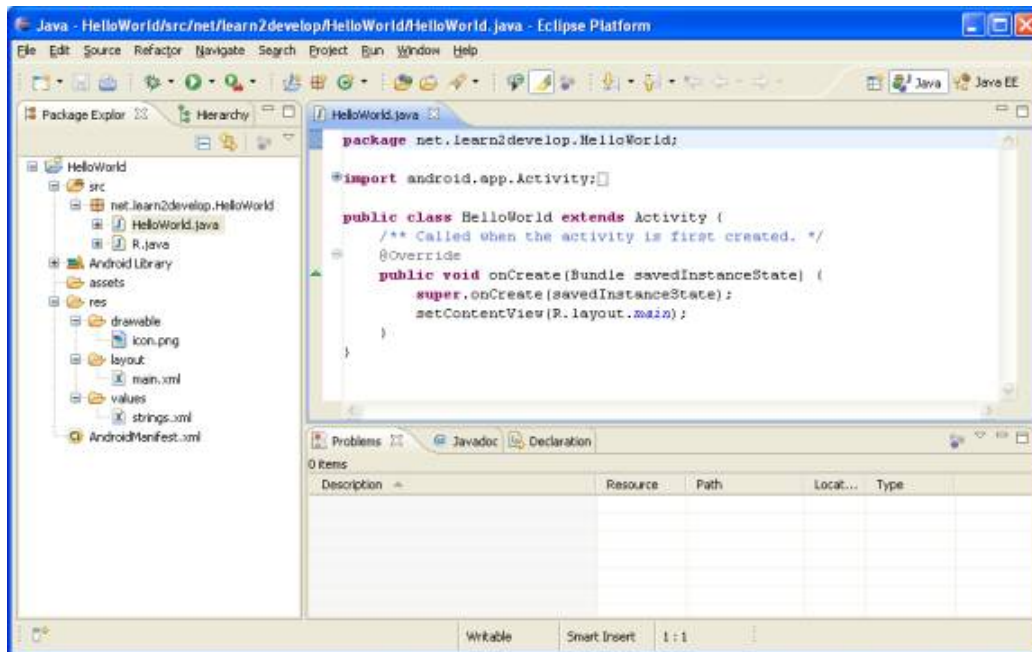 Java - HelloWorld/src/net/learn2develop/HelloWorld/HelloWorld.java - Eclipse Platform
File Edit Source Refactor Navigate Search Project Run Window Help
Java Java EE
Package Explor Hierarchy
HelloWorld
src
net.learn2develop.HelloWorld
HelloWorld.java
R.java
Android Library
assets
res
drawable
icon.png
layout
main.xml
values
strings.xml
AndroidManifest.xml
HelloWorld.java
package net.learn2develop.HelloWorld;
import android.app.Activity;
public class HelloWorld extends Activity {
/** Called when the activity is first created. */
@Override
public void onCreate(Bundle savedInstanceState) {
super.onCreate(savedInstanceState);
setContentView(R.layout.main);
}
}
Problems Javadoc Declaration
0 items
Description Resource Path Locat... Type
Writable Smart Insert 1 : 1